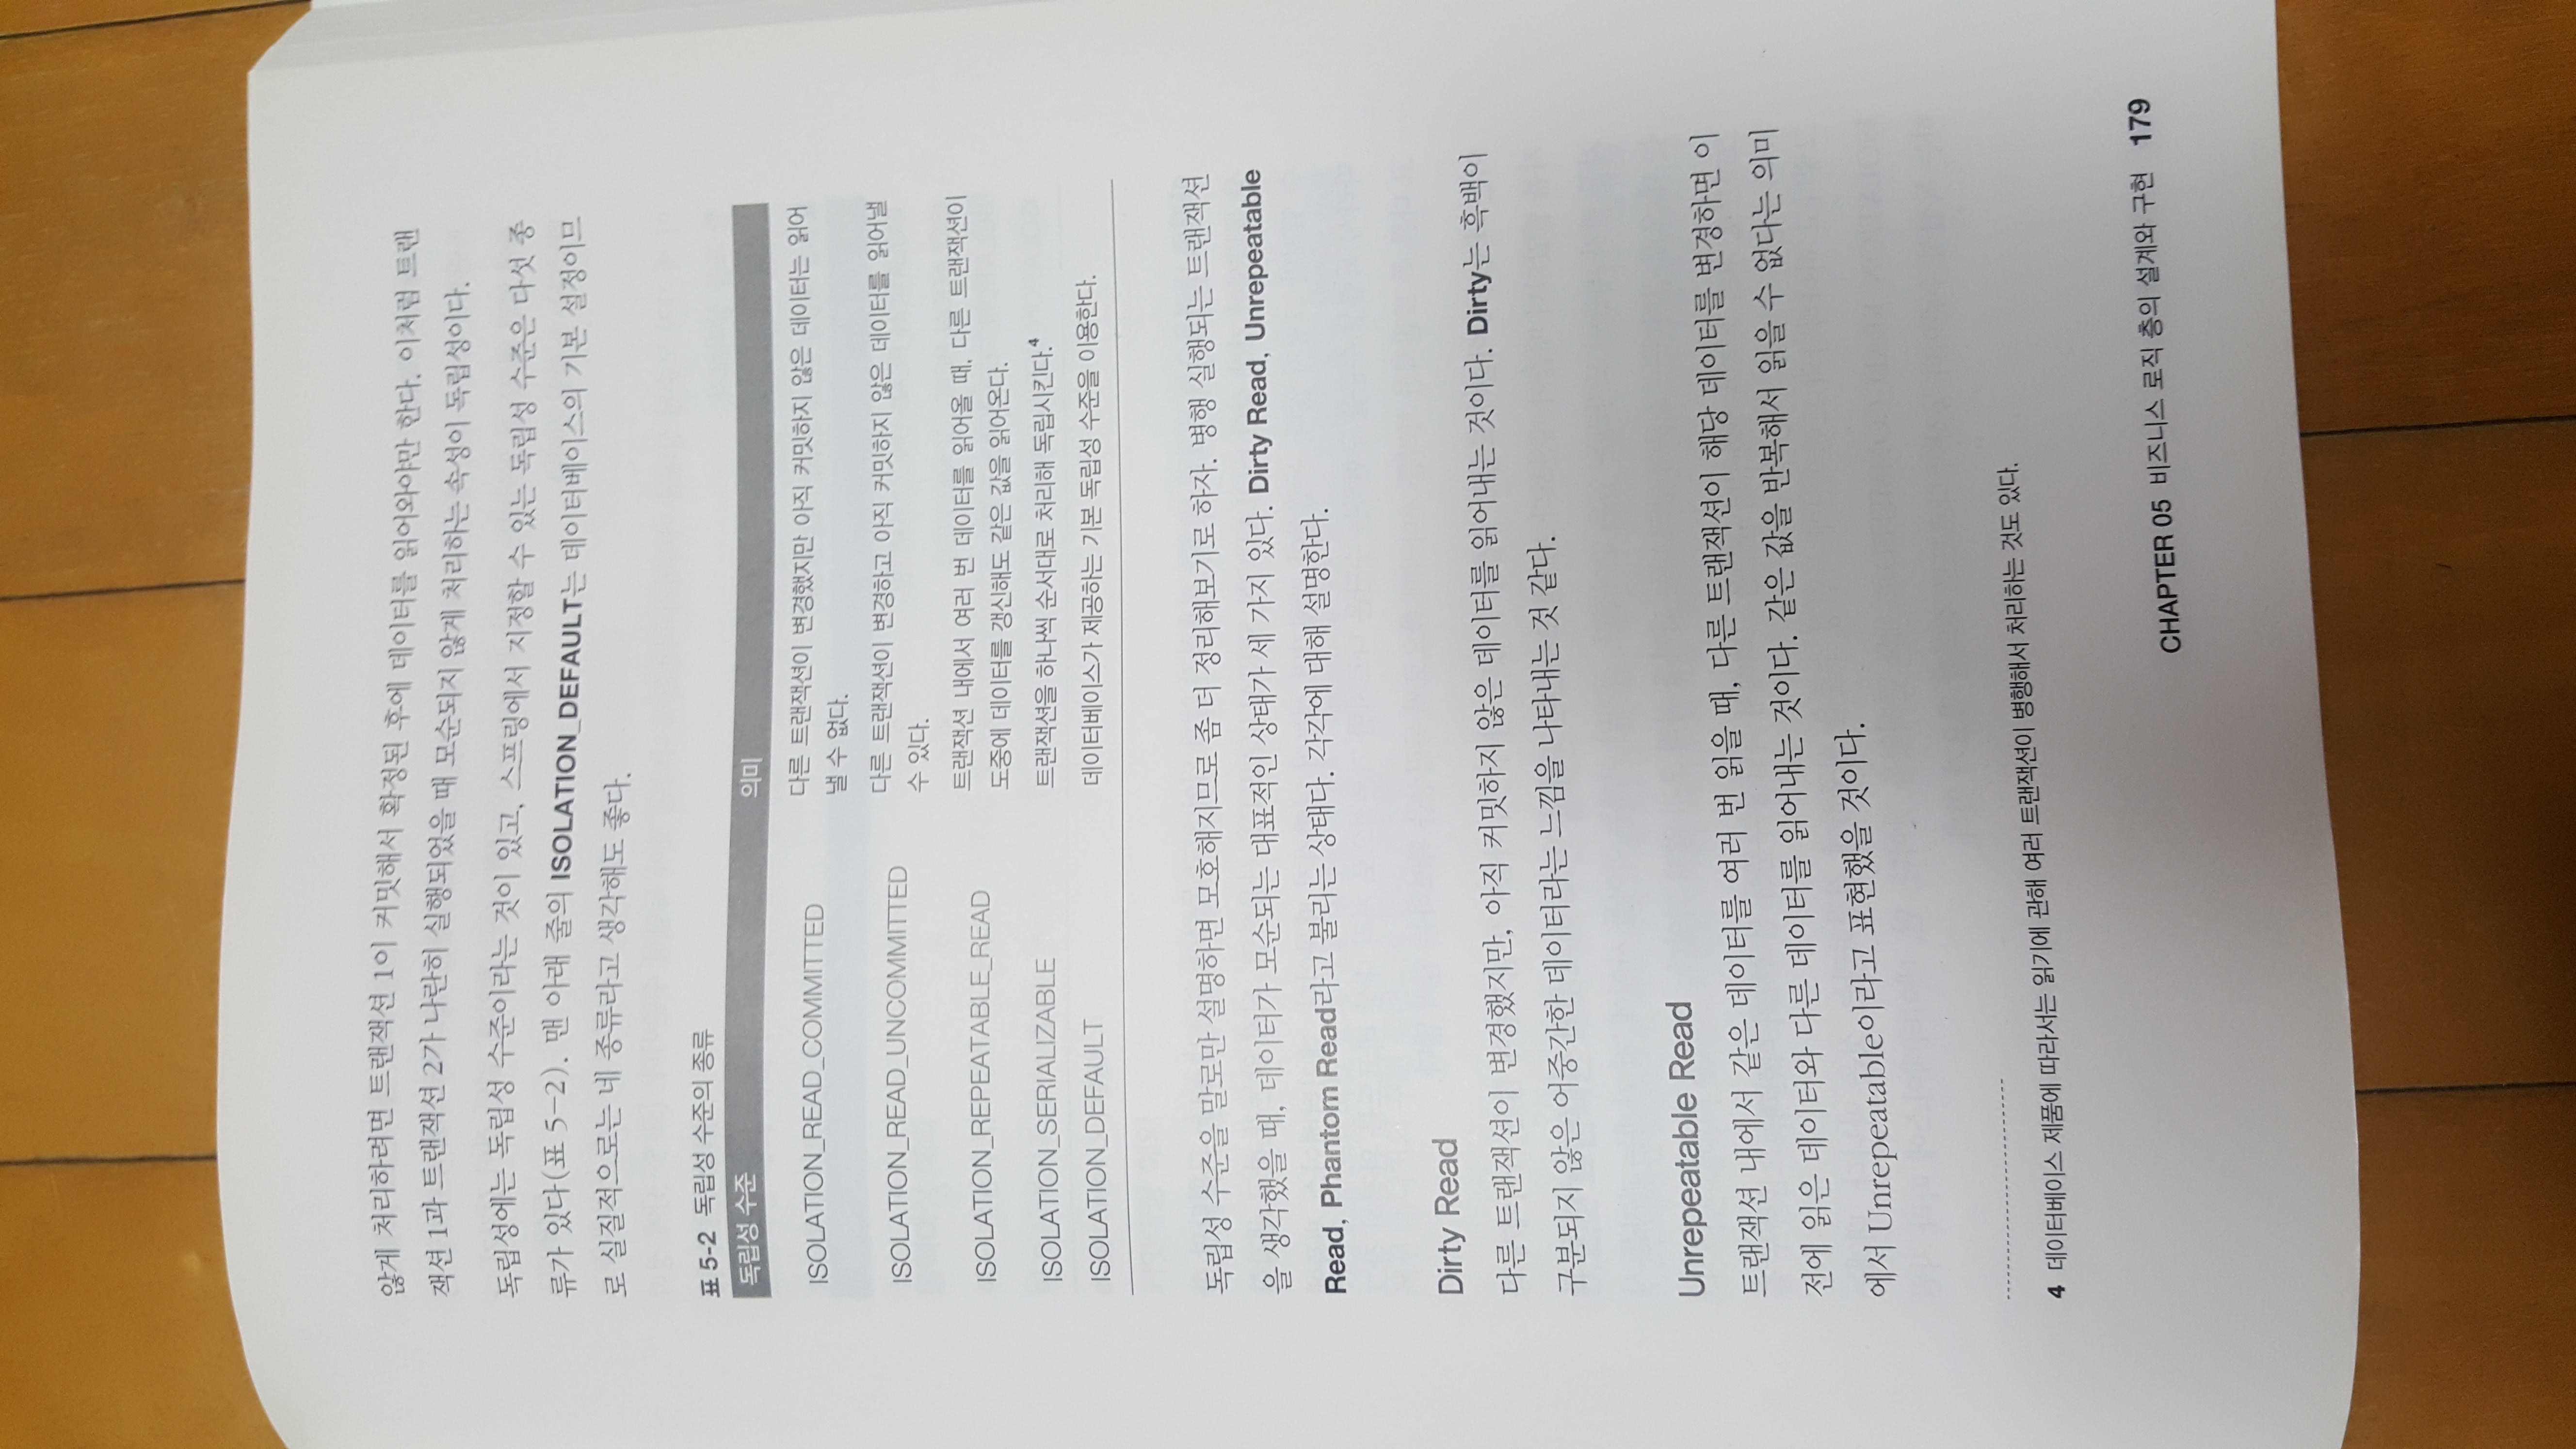 않게 처리하려면 트랜잭션 1이 커밋해서 확정된 후에 데이터를 읽어와야만 한다. 이처럼 트랜
잭션 1과 트랜잭션 2가 나란히 실행되었을 때 모순되지 않게 처리하는 속성이 독립성이다.
독립성에는 독립성 수준이라는 것이 있고, 스프링에서 지정할 수 있는 독립성 수준은 다섯 종
류가 있다(표 5-2). 맨 아래 줄의 ISOLATION_DEFAULT는 데이터베이스의 기본 설정이므
로 실질적으로는 네 종류라고 생각해도 좋다.
표 5-2 독립성 수준의 종류
독립성 수준 의미
ISOLATION_READ_COMMITTED 다른 트랜잭션이 변경했지만 아직 커밋하지 않은 데이터는 읽어
낼 수 없다.
ISOLATION_READ_UNCOMMITTED 다른 트랜잭션이 변경하고 아직 커밋하지 않은 데이터를 읽어낼
수 있다.
ISOLATION_REPEATABLE_READ 트랜잭션 내에서 여러 번 데이터를 읽어올 때, 다른 트랜잭션이
도중에 데이터를 갱신해도 같은 값을 읽어온다.
ISOLATION_SERIALIZABLE 트랜잭션을 하나씩 순서대로 처리해 독립시킨다.4
ISOLATION_DEFAULT 데이터베이스가 제공하는 기본 독립성 수준을 이용한다.
독립성 수준을 말로만 설명하면 모호해지므로 좀 더 정리해보기로 하자. 병행 실행되는 트랜잭션
을 생각했을 때, 데이터가 모순되는 대표적인 상태가 세 가지 있다. Dirty Read, Unrepeatable
Read, Phantom Read라고 불리는 상태다. 각각에 대해 설명한다.
Dirty Read
다른 트랜잭션이 변경했지만, 아직 커밋하지 않은 데이터를 읽어내는 것이다. Dirty는 흑백이
구분되지 않은 어중간한 데이터라는 느낌을 나타내는 것 같다.
Unrepeatable Read
트랜잭션 내에서 같은 데이터를 여러 번 읽을 때, 다른 트랜잭션이 해당 데이터를 변경하면 이
전에 읽은 데이터와 다른 데이터를 읽어내는 것이다. 같은 값을 반복해서 읽을 수 없다는 의미
에서 Unrepeatable이라고 표현했을 것이다.
4 데이터베이스 제품에 따라서는 읽기에 관해 여러 트랜잭션이 병행해서 처리하는 것도 있다.
CHAPTER 05 비즈니스 로직 층의 설계와 구현 179